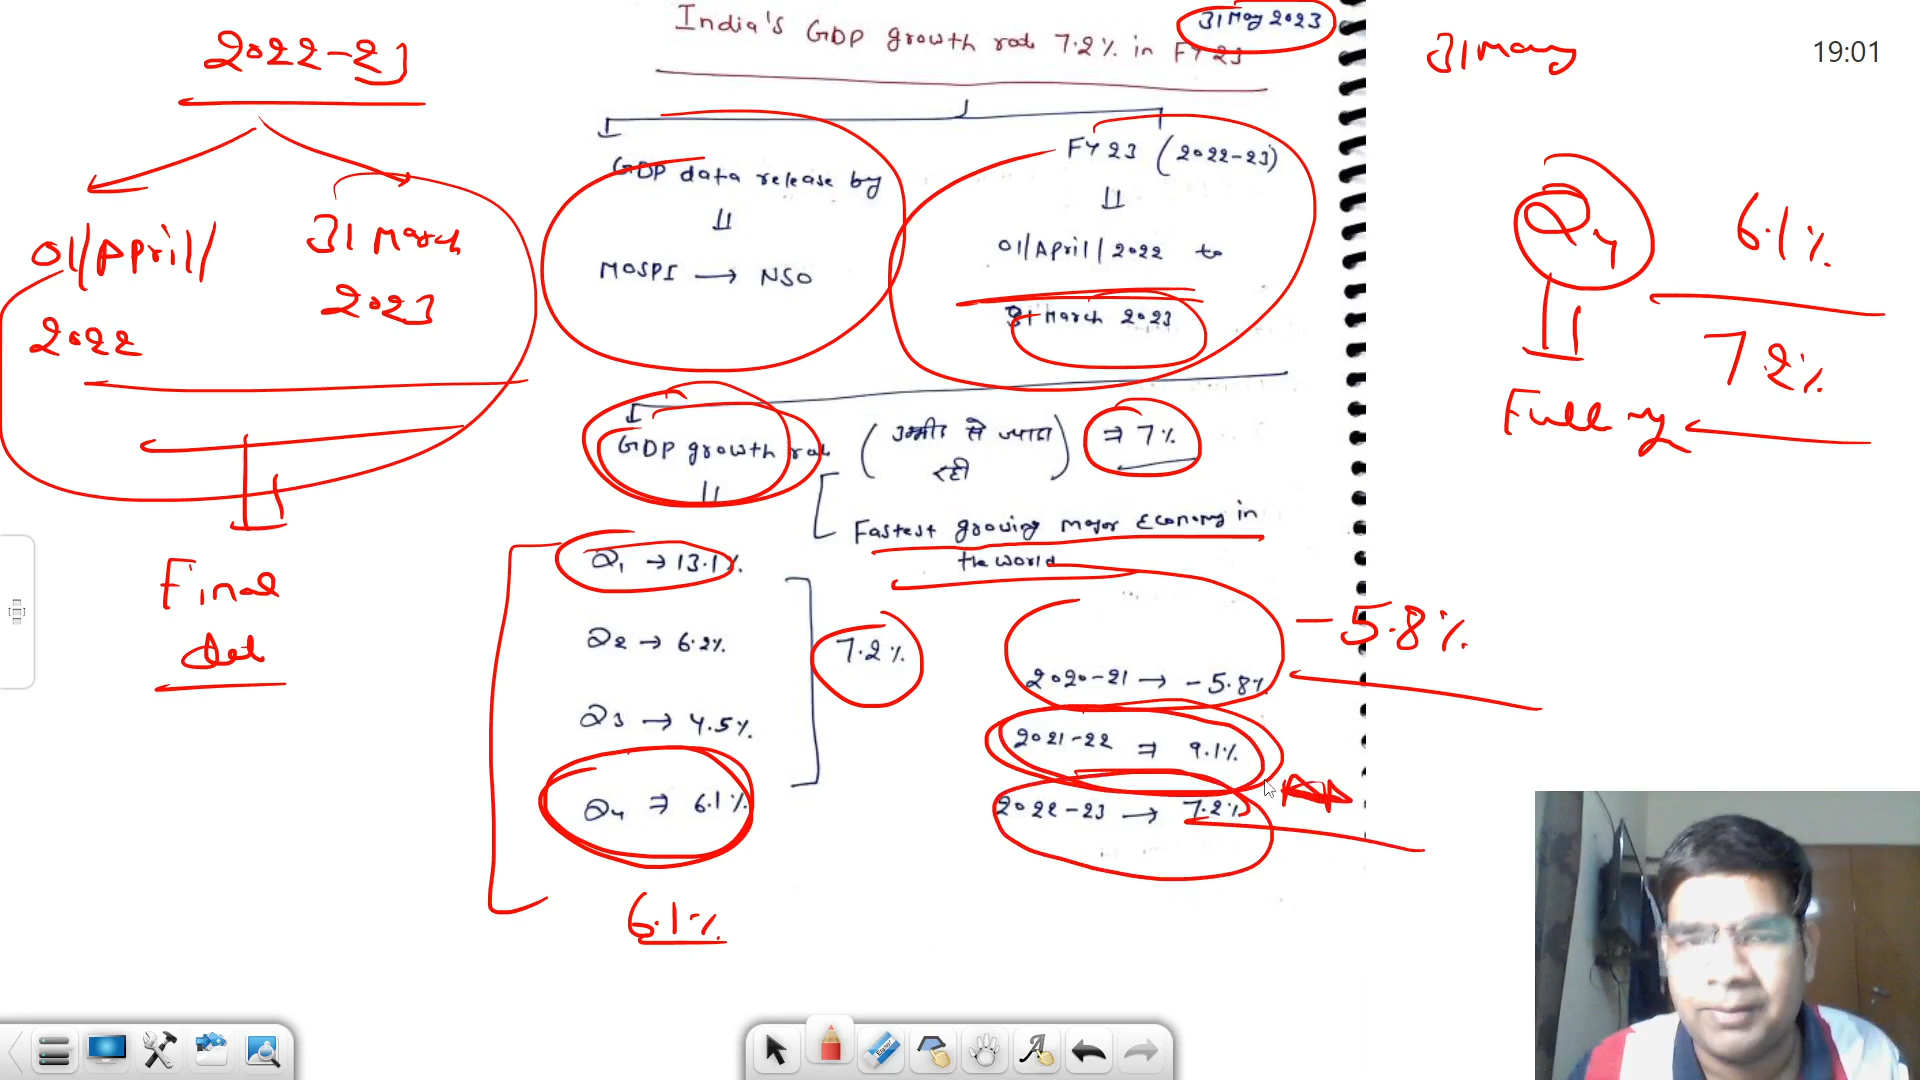 2022-23
01/April/
2022
31 March
2023
Final
India's GDP growth rate 7.2% in FY23
31 May 2023
GDP data release by
MOSPI → NSO
FY23 (2022-23)
01/April/2022 to
31 March 2023
GDP growth rate
(उम्मीद से ज्यादा
रही)
⇒ 7%
Fastest growing major Economy in
the world
Q1 → 13.1%
Q2 → 6.2%
Q3 → 4.5%
Q4 ⇒ 6.1%
7.2%
6.1%
2020-21 → -5.8%
2021-22 ⇒ 9.1%
2022-23 → 7.2%
-5.8%
31 May
19:01
Q4
6.1%
7.2%
Full
Eraser
A